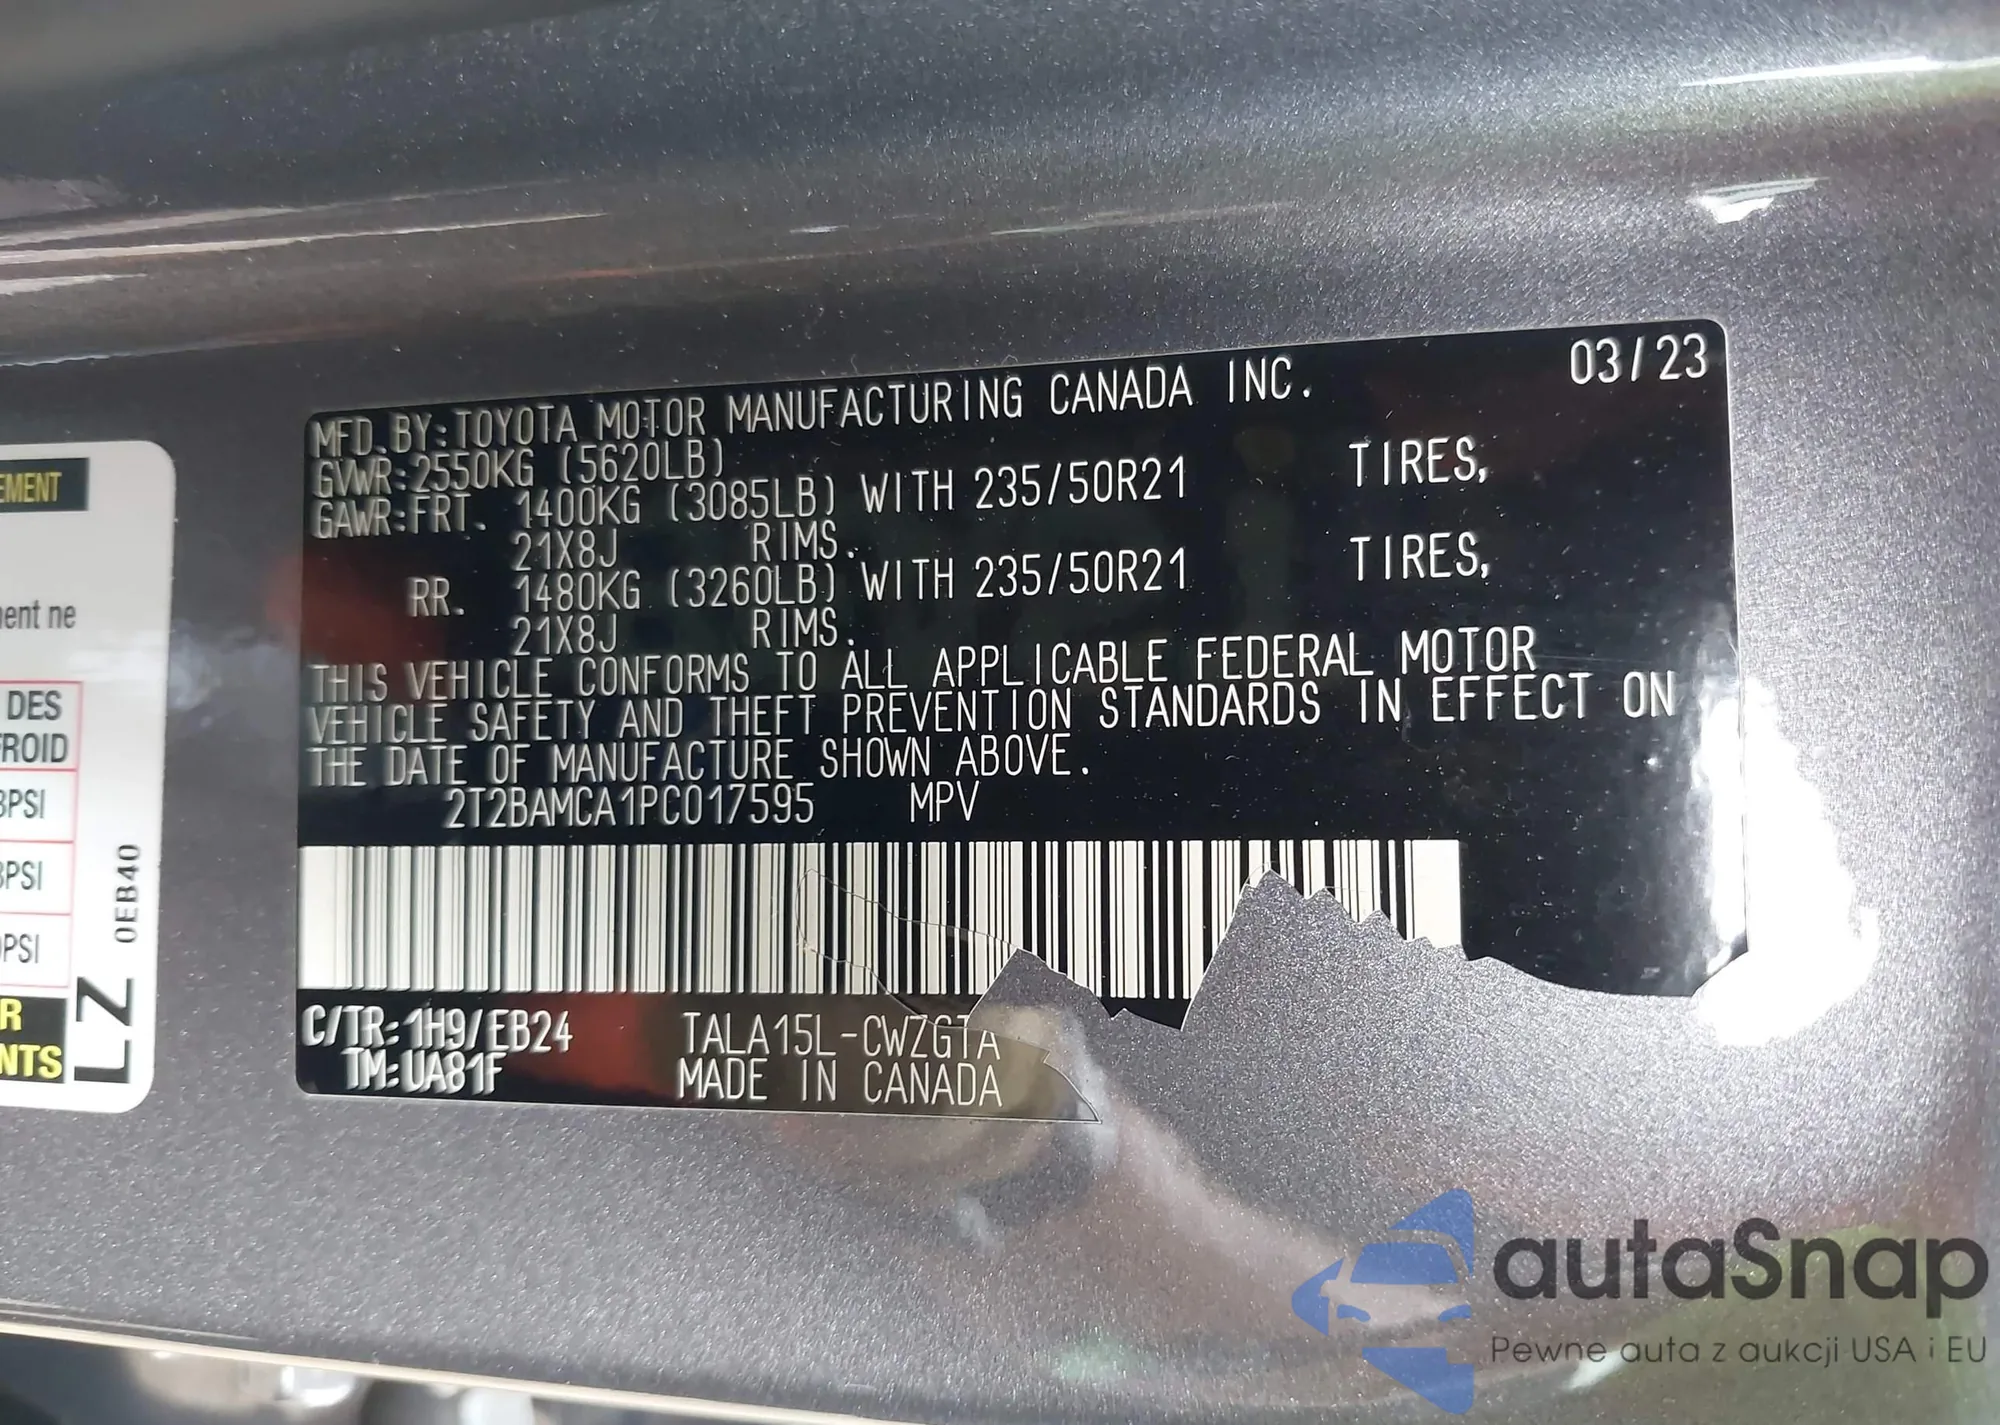 MFD. BY: TOYOTA MOTOR MANUFACTURING CANADA INC. 03/23
GVWR: 2550KG (5620LB)
GAWR: FRT. 1400KG (3085LB) WITH 235/50R21 TIRES,
21X8J RIMS.
RR. 1480KG (3260LB) WITH 235/50R21 TIRES,
21X8J RIMS.
THIS VEHICLE CONFORMS TO ALL APPLICABLE FEDERAL MOTOR
VEHICLE SAFETY AND THEFT PREVENTION STANDARDS IN EFFECT ON
THE DATE OF MANUFACTURE SHOWN ABOVE.
2T2BAMCA1PC017595 MPV
C/TR: 1H9/EB24 TALA15L-CWZGTA
TM: UA81F MADE IN CANADA
EMENT
ent ne
DES
ROID
PSI
PSI
PSI
R
NTS
LZ 0EB40
autaSnap
Pewne auta z aukcji USA i EU